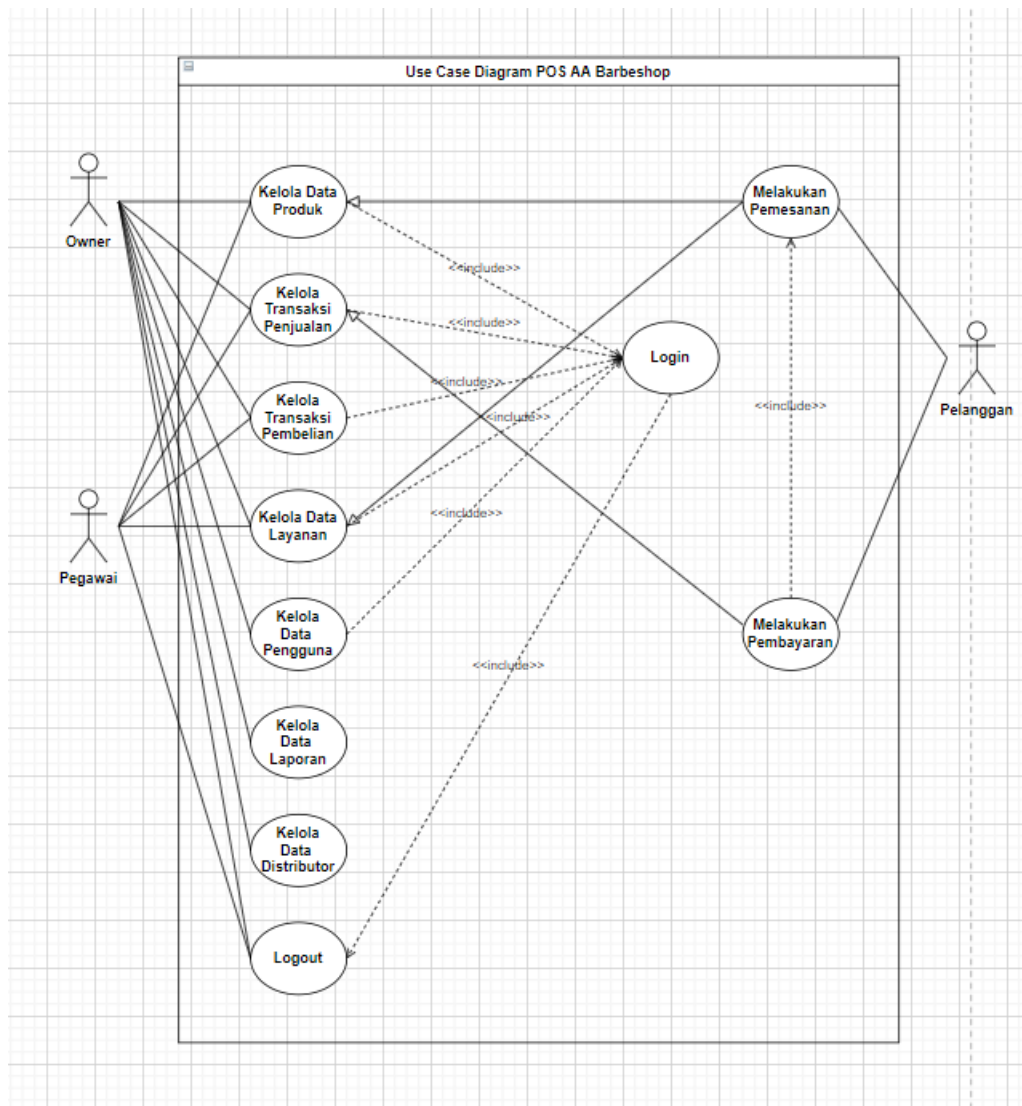 Use Case Diagram POS AA Barbeshop
Owner
Kelola Data
Produk
Melakukan
Pemesanan
<<include>>
Kelola
Transaksi
Penjualan
<<include>>
Login
Pelanggan
Kelola
Transaksi
Pembelian
<<include>>
<<include>>
<<include>>
Pegawai
Kelola Data
Layanan
<<include>>
Kelola
Data
Pengguna
Melakukan
Pembayaran
<<include>>
Kelola
Data
Laporan
Kelola
Data
Distributor
Logout